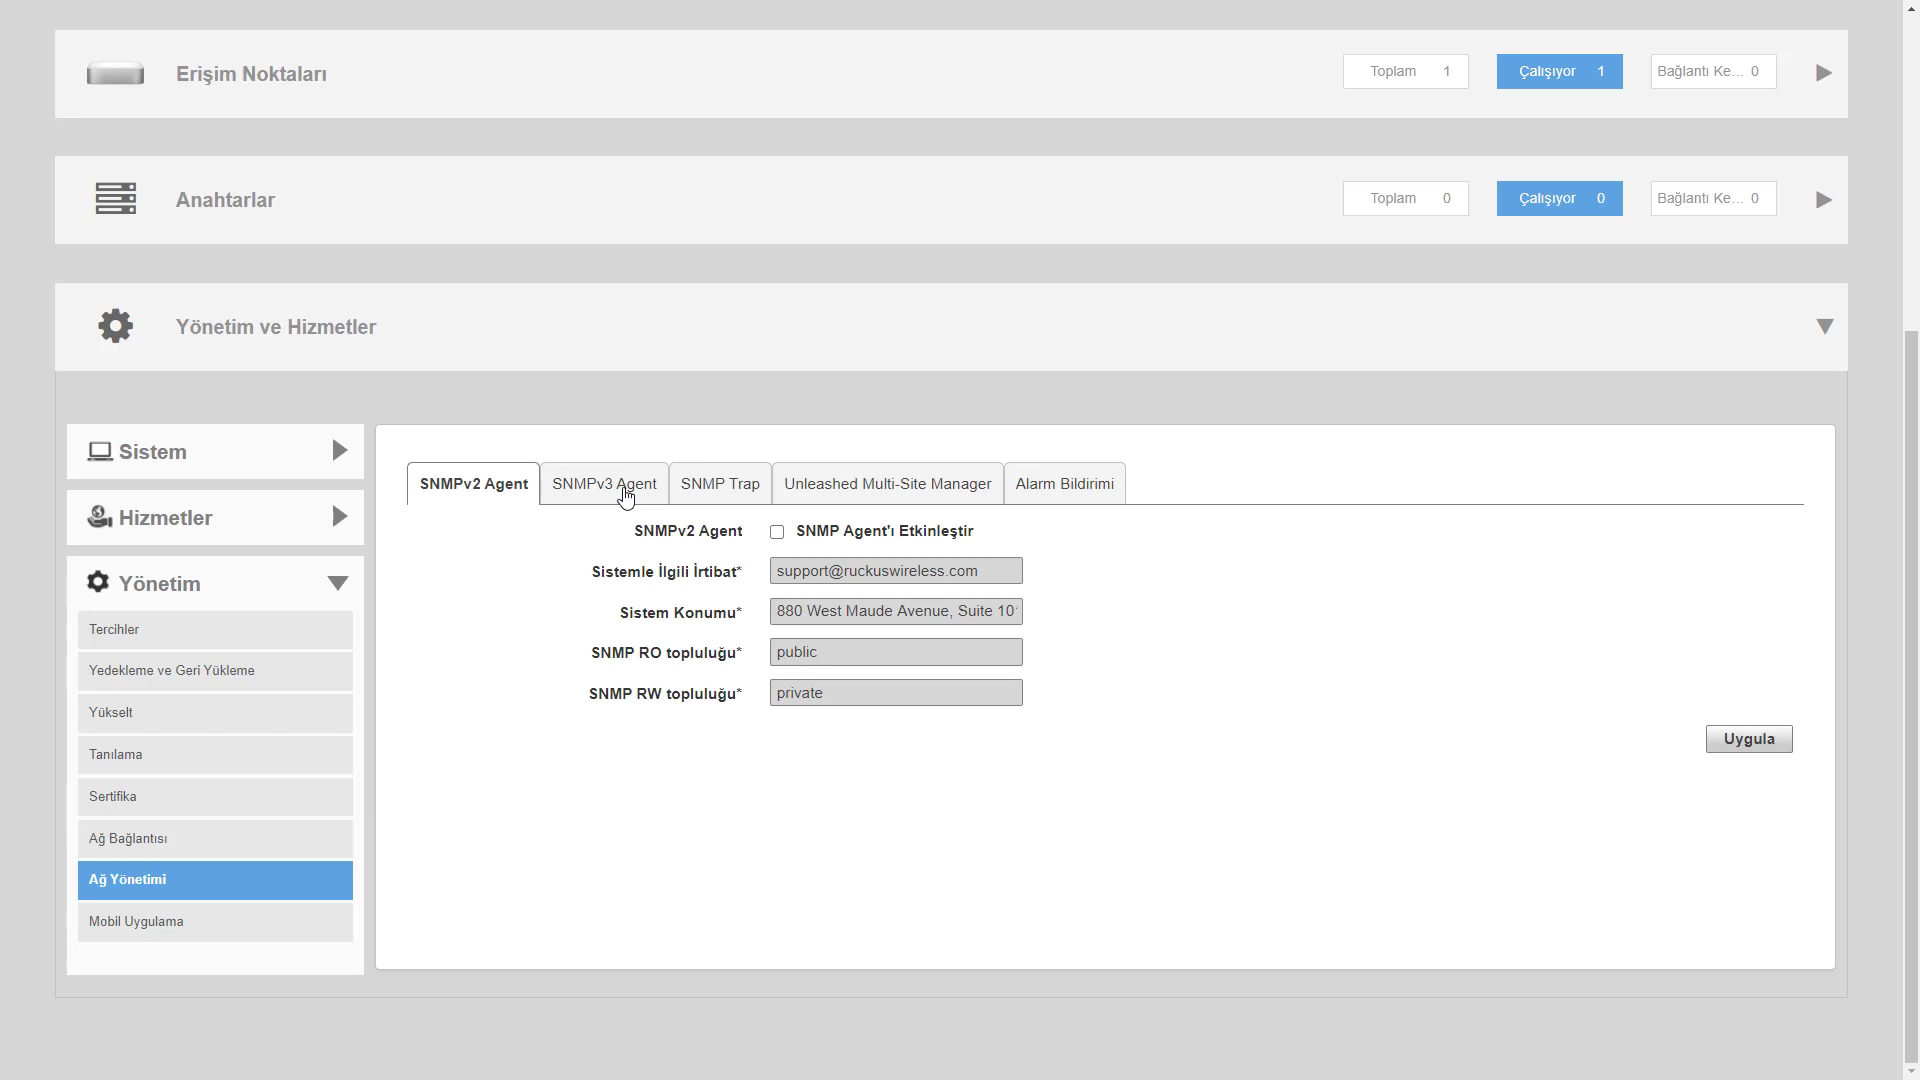 Erişim Noktaları
Toplam 1
Çalışıyor 1
Bağlantı Ke... 0
Anahtarlar
Toplam 0
Çalışıyor 0
Bağlantı Ke... 0
Yönetim ve Hizmetler
Sistem
Hizmetler
Yönetim
Tercihler
Yedekleme ve Geri Yükleme
Yükselt
Tanılama
Sertifika
Ağ Bağlantısı
Ağ Yönetimi
Mobil Uygulama
SNMPv2 Agent
SNMPv3 Agent
SNMP Trap
Unleashed Multi-Site Manager
Alarm Bildirimi
SNMPv2 Agent SNMP Agent'ı Etkinleştir
Sistemle İlgili İrtibat* support@ruckuswireless.com
Sistem Konumu* 880 West Maude Avenue, Suite 10
SNMP RO topluluğu* public
SNMP RW topluluğu* private
Uygula